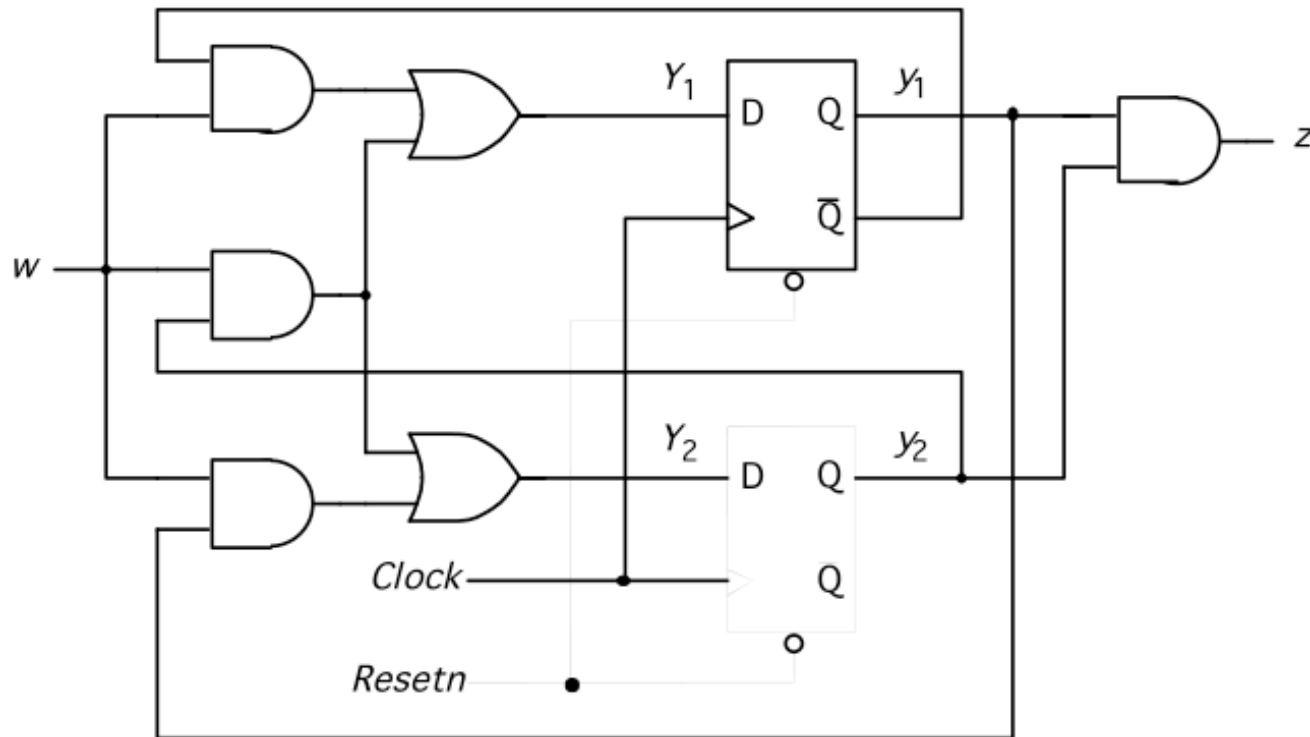 Y₁ y₁
D Q
z
Q̅
w
Y₂ y₂
D Q
Clock Q
Resetn